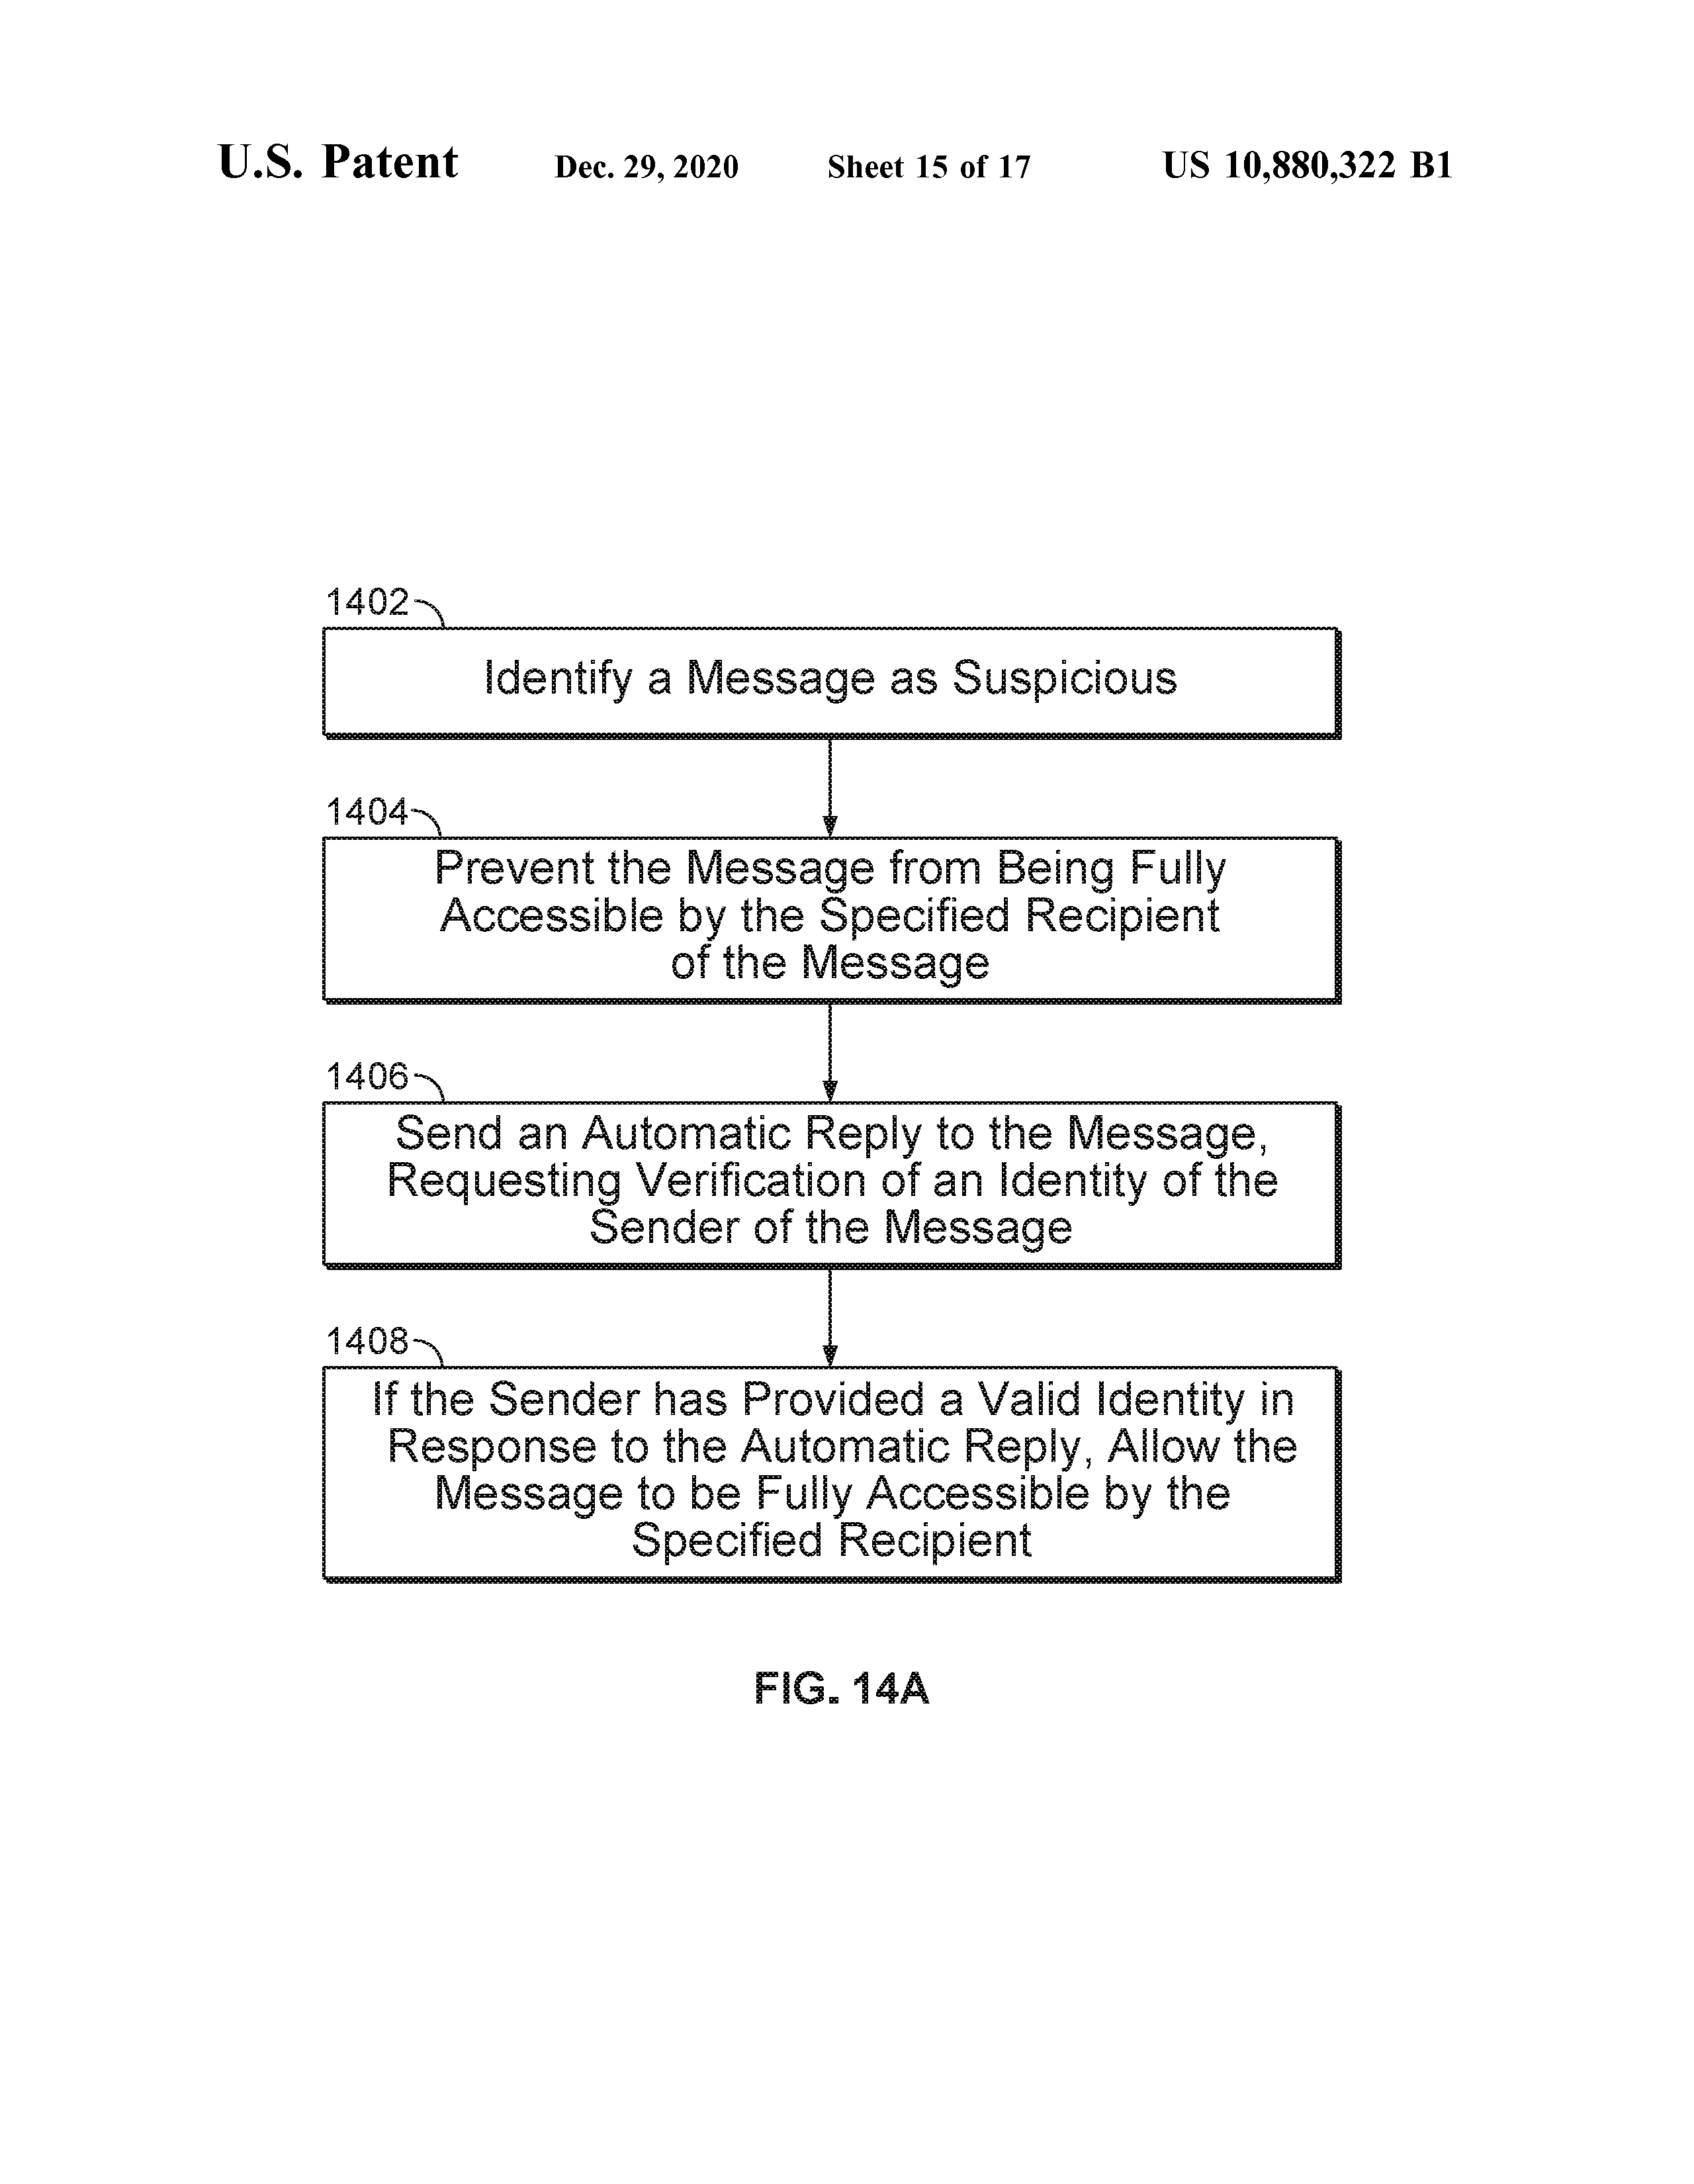 U.S. Patent Dec. 29, 2020 Sheet 15 of 17 US 10,880,322 B1
1402
Identify a Message as Suspicious
1404
Prevent the Message from Being Fully
Accessible by the Specified Recipient
of the Message
1406
Send an Automatic Reply to the Message,
Requesting Verification of an Identity of the
Sender of the Message
1408
If the Sender has Provided a Valid Identity in
Response to the Automatic Reply, Allow the
Message to be Fully Accessible by the
Specified Recipient
FIG. 14A